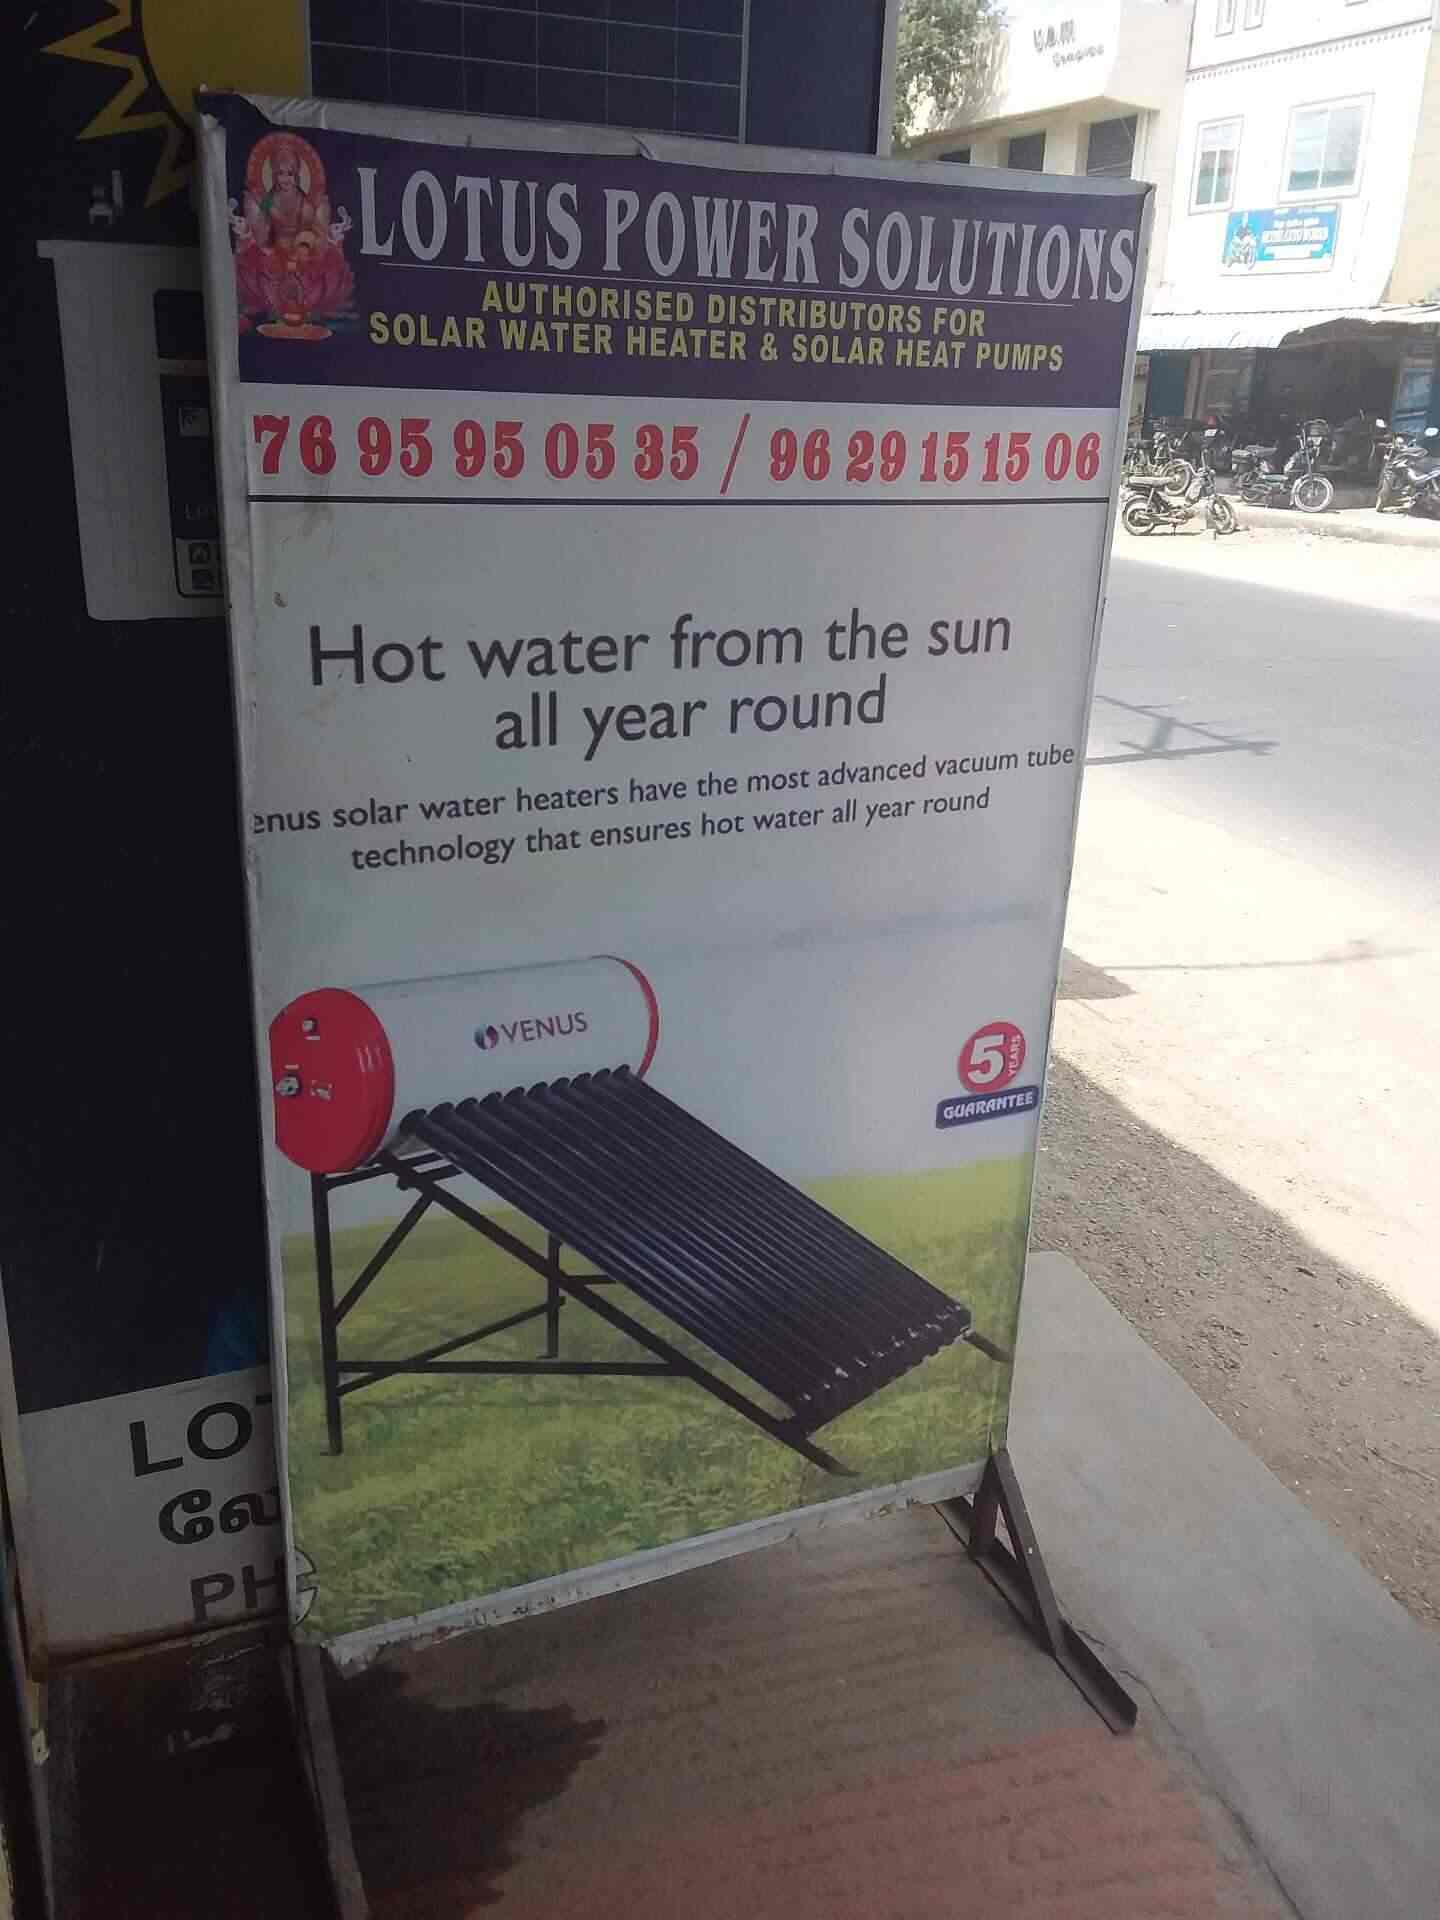 LOTUS POWER SOLUTIONS
AUTHORISED DISTRIBUTORS FOR
SOLAR WATER HEATER & SOLAR HEAT PUMPS
76 95 95 05 35 / 96 29 15 15 06
Hot water from the sun
all year round
enus solar water heaters have the most advanced vacuum tube
technology that ensures hot water all year round
VENUS
5 YEARS
GUARANTEE
LO
லே
PH